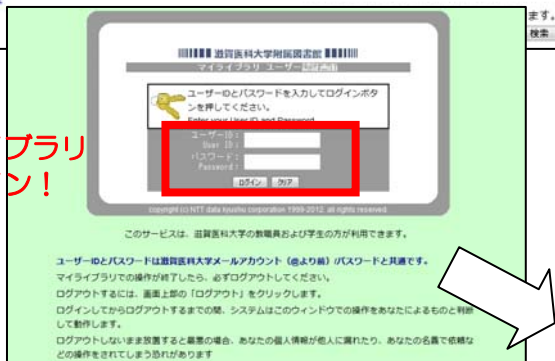 ます。
検索
滋賀医科大学附属図書館
マイライブラリ ユーザー認証画面
ユーザーIDとパスワードを入力してログインボタ
ンを押してください。
Enter your User ID and Password
ブラリ
ン！
ユーザーID：
User ID：
パスワード：
Password：
ログイン クリア
copyright (c) NTT data kyushu corporation 1999-2012. all rights reserved
このサービスは、滋賀医科大学の教職員および学生の方が利用できます。
ユーザーIDとパスワードは滋賀医科大学メールアカウント（@より前）/パスワードと共通です。
マイライブラリでの操作が終了したら、必ずログアウトしてください。
ログアウトするには、画面上部の「ログアウト」をクリックします。
ログインしてからログアウトするまでの間、システムはこのウィンドウでの操作をあなたによるものと判断
して動作します。
ログアウトしないまま放置すると最悪の場合、あなたの個人情報が他人に漏れたり、あなたの名義で依頼な
どの操作をされてしまう恐れがあります